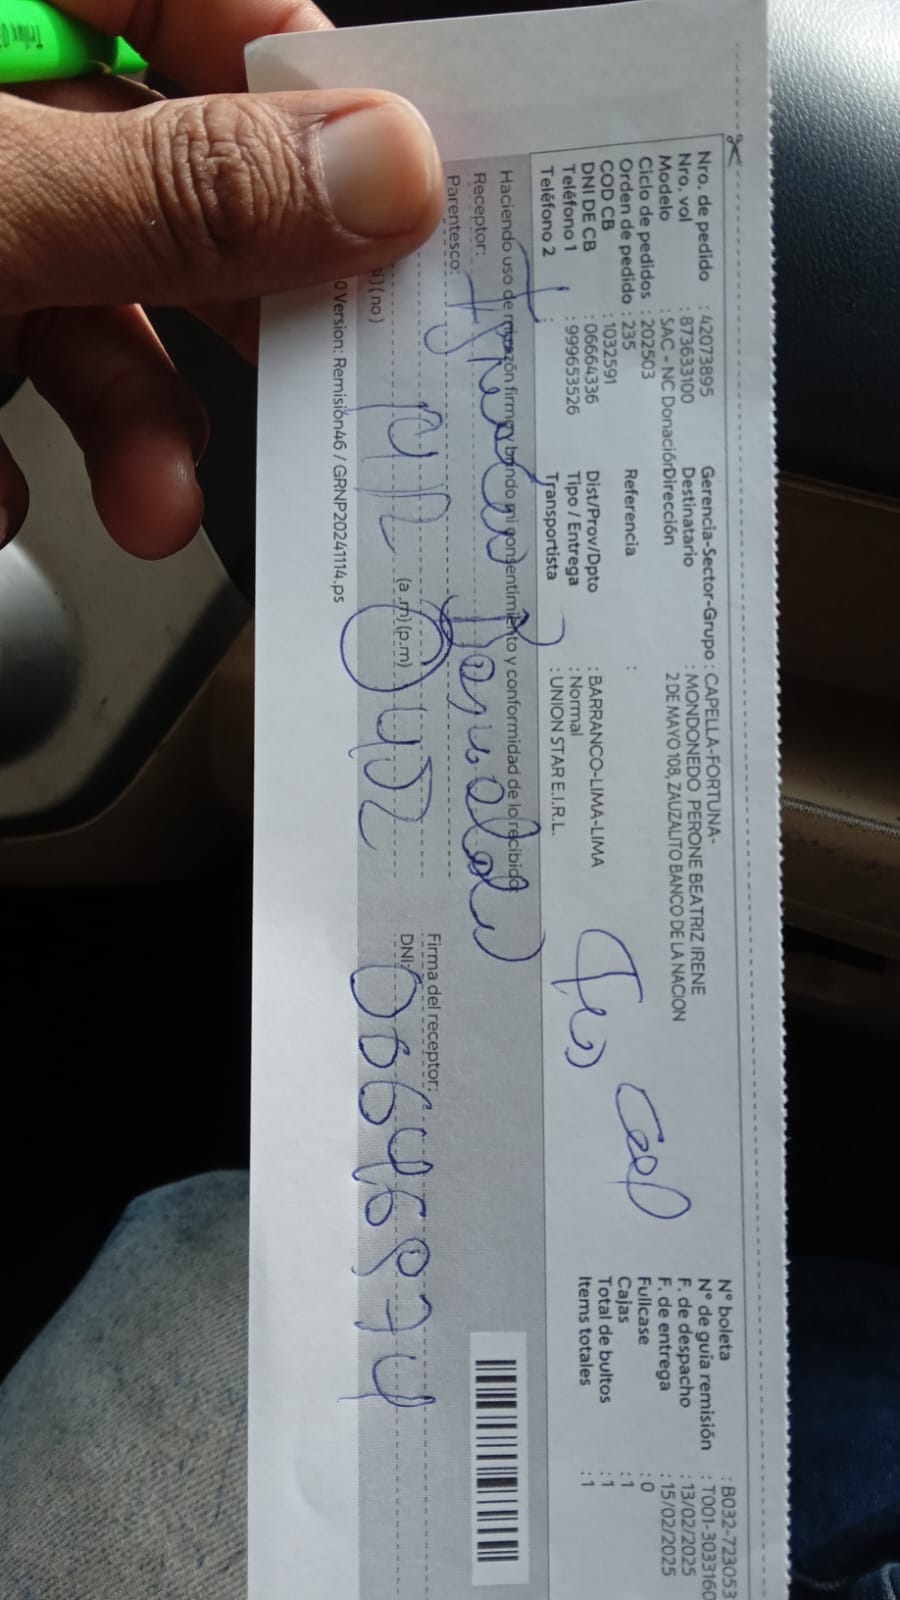 Nro. de pedido : 42073895
Nro. vol : 873633100
Modelo : SAC - NC Donación
Ciclo de pedidos : 202503
Orden de pedido : 235
COD CB : 1032591
DNI DE CB : 06664336
Teléfono 1 : 999653526
Teléfono 2 :
Gerencia-Sector-Grupo : CAPELLA-FORTUNA-
Destinatario : MONDONEDO PERONE BEATRIZ IRENE
Dirección 2 DE MAYO 108, ZAUZALITO BANCO DE LA NACION
Referencia :
Dist/Prov/Dpto : BARRANCO-LIMA-LIMA
Tipo / Entrega : Normal
Transportista : UNION STAR E.I.R.L.
N° boleta : B032-723053
N° de guia remisión : T001-3033160
F. de despacho : 13/02/2025
F. de entrega : 15/02/2025
Fullcase : 0
Cajas : 1
Total de bultos : 1
Items totales : 1
Haciendo uso de mi razón firmo y brindo mi consentimiento y conformidad de lo recibido
Receptor:
Parentesco:
(a .m) (p.m)
Firma del receptor:
DNI:
si) ( no )
0 Version: Remisión46 / GRNP20241114.ps